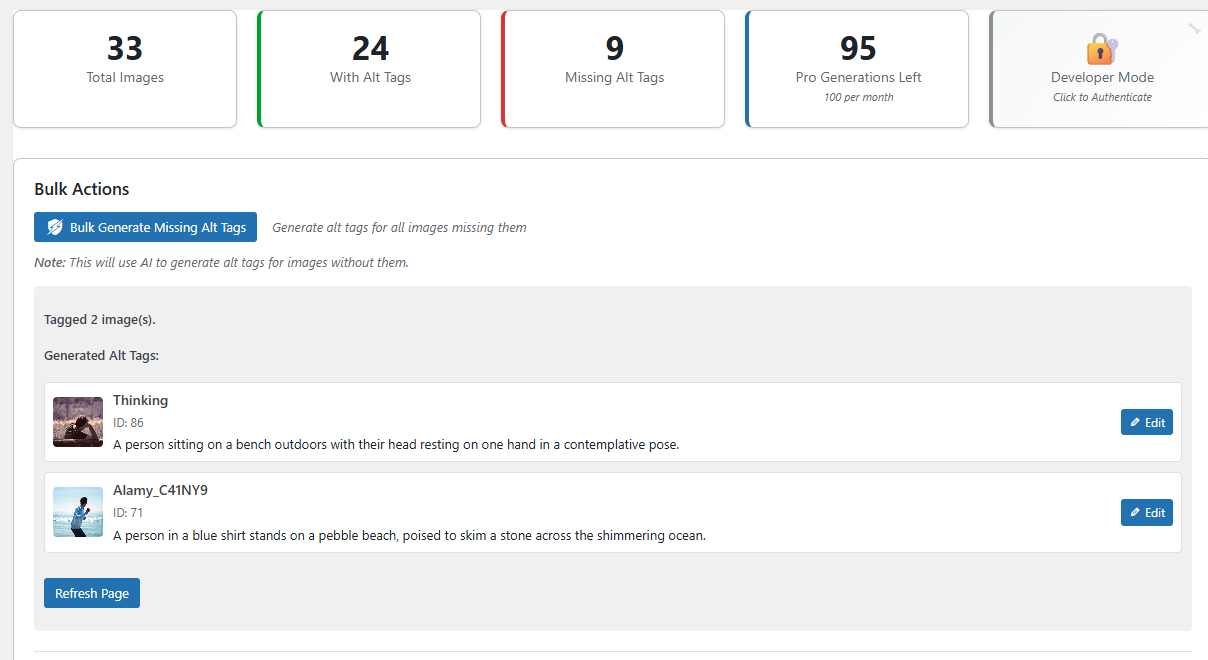 33
Total Images
24
With Alt Tags
9
Missing Alt Tags
95
Pro Generations Left
100 per month
Developer Mode
Click to Authenticate
Bulk Actions
Bulk Generate Missing Alt Tags
Generate alt tags for all images missing them
Note: This will use AI to generate alt tags for images without them.
Tagged 2 image(s).
Generated Alt Tags:
Thinking
ID: 86
A person sitting on a bench outdoors with their head resting on one hand in a contemplative pose.
Edit
Alamy_C41NY9
ID: 71
A person in a blue shirt stands on a pebble beach, poised to skim a stone across the shimmering ocean.
Edit
Refresh Page